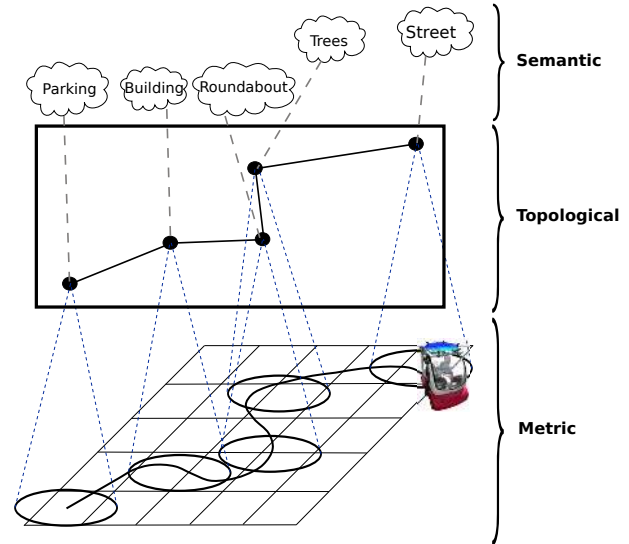 Trees
Street
Semantic
Parking
Building
Roundabout
Topological
Metric